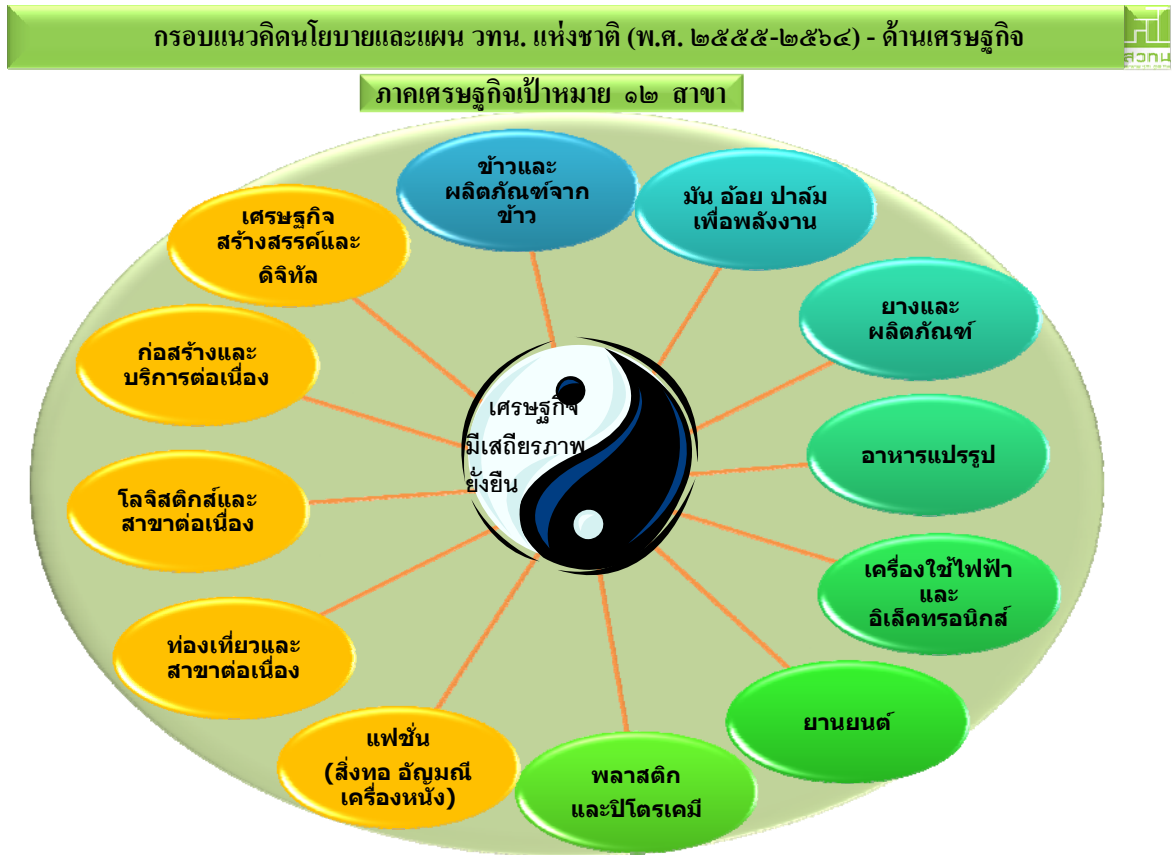 กรอบแนวคิดนโยบายและแผน วทน. แห่งชาติ (พ.ศ. ๒๕๕๕-๒๕๖๔) - ด้านเศรษฐกิจ
สวทน
ภาคเศรษฐกิจเป้าหมาย ๑๒ สาขา
ข้าวและ
ผลิตภัณฑ์จาก
ข้าว
มัน อ้อย ปาล์ม
เพื่อพลังงาน
ยางและ
ผลิตภัณฑ์
อาหารแปรรูป
เครื่องใช้ไฟฟ้า
และ
อิเล็คทรอนิกส์
ยานยนต์
พลาสติก
และปิโตรเคมี
แฟชั่น
(สิ่งทอ อัญมณี
เครื่องหนัง)
ท่องเที่ยวและ
สาขาต่อเนื่อง
โลจิสติกส์และ
สาขาต่อเนื่อง
ก่อสร้างและ
บริการต่อเนื่อง
เศรษฐกิจ
สร้างสรรค์และ
ดิจิทัล
เศรษฐกิจ
มีเสถียรภาพ
ยั่งยืน